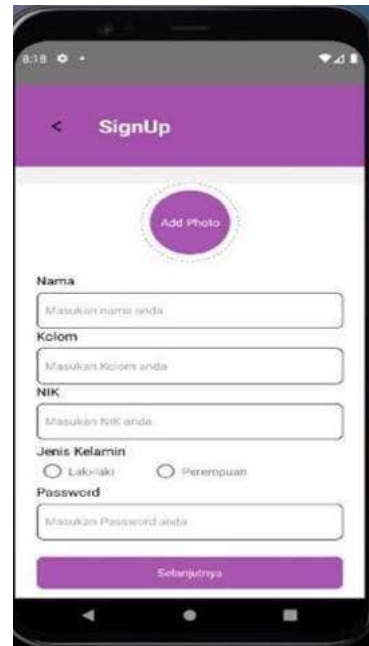 8:18
< SignUp
Add Photo
Nama
Masukan nama anda
Kolom
Masukan Kolom anda
NIK
Masukan NIK anda
Jenis Kelamin
Laki-laki Perempuan
Password
Masukan Password anda
Selanjutnya